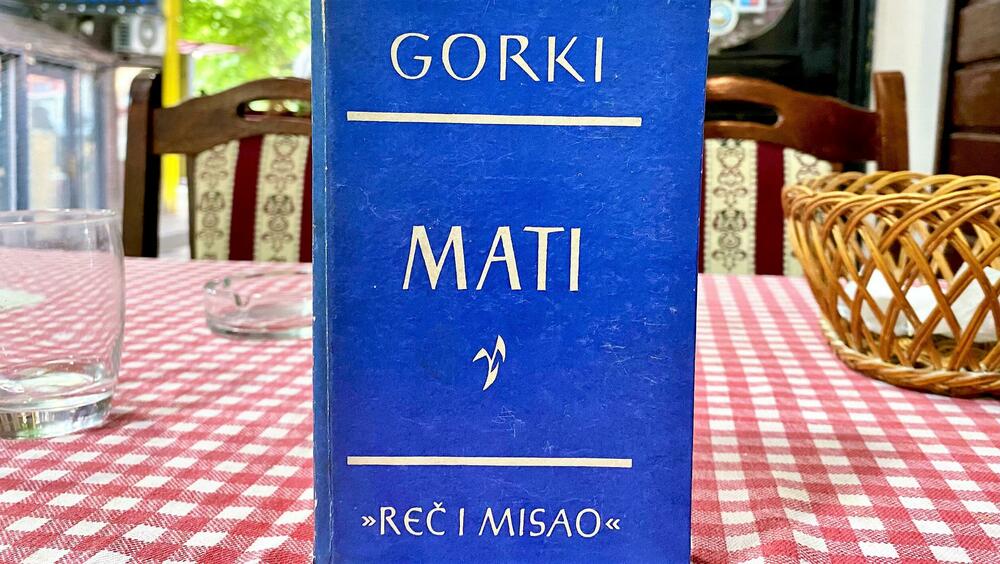 GORKI
MATI
»REČ I MISAO«